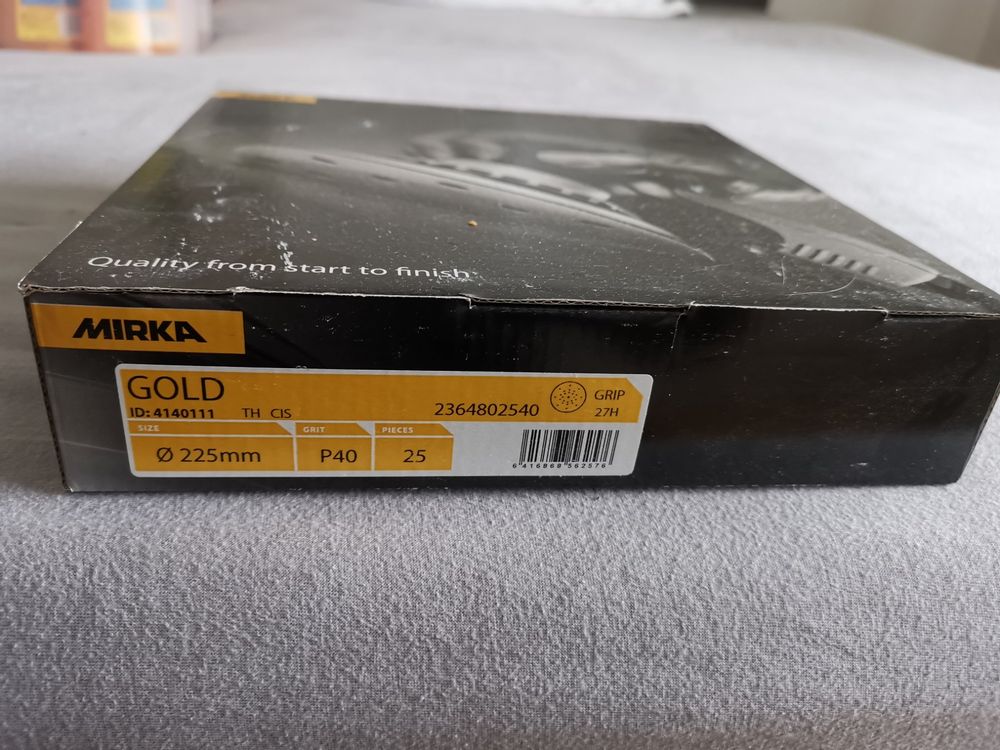 Quality from start to finish
MIRKA
GOLD
ID: 4140111 TH CIS
2364802540
GRIP
27H
SIZE GRIT PIECES
Ø 225mm P40 25
6 416868 562576